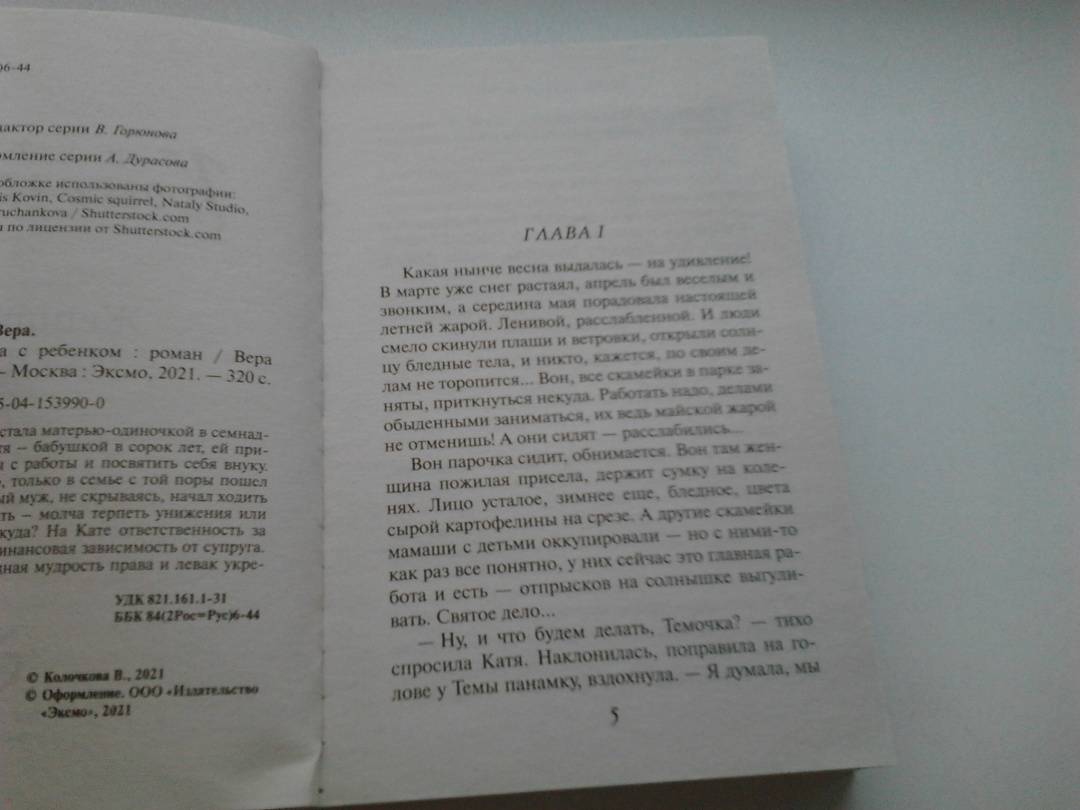 06-44
дактор серии В. Горюнова
рмление серии А. Дурасова
обложке использованы фотографии:
is Kovin, Cosmic squirrel, Nataly Studio,
ruchankova / Shutterstock.com
я по лицензии от Shutterstock.com
Вера.
а с ребенком : роман / Вера
– Москва : Эксмо, 2021. — 320 с.
5-04-153990-0
стала матерью-одиночкой в семнад-
тя – бабушкой в сорок лет, ей при-
ы с работы и посвятить себя внуку.
о, только в семье с той поры пошел
ый муж, не скрываясь, начал ходить
ать – молча терпеть унижения или
куда? На Кате ответственность за
инансовая зависимость от супруга.
дная мудрость права и левак укре-
УДК 821.161.1-31
ББК 84(2Рос=Рус)6-44
© Колочкова В., 2021
© Оформление. ООО «Издательство
«Эксмо», 2021
ГЛАВА I
Какая нынче весна выдалась — на удивление!
В марте уже снег растаял, апрель был веселым и
звонким, а середина мая порадовала настоящей
летней жарой. Ленивой, расслабленной. И люди
смело скинули плащи и ветровки, открыли солн-
цу бледные тела, и никто, кажется, по своим де-
лам не торопится... Вон, все скамейки в парке за-
няты, приткнуться некуда. Работать надо, делами
обыденными заниматься, их ведь майской жарой
не отменишь! А они сидят — расслабились...
Вон парочка сидит, обнимается. Вон там жен-
щина пожилая присела, держит сумку на коле-
нях. Лицо усталое, зимнее еще, бледное, цвета
сырой картофелины на срезе. А другие скамейки
мамаши с детьми оккупировали — но с ними-то
как раз все понятно, у них сейчас это главная ра-
бота и есть — отпрысков на солнышке выгули-
вать. Святое дело...
— Ну, и что будем делать, Темочка? — тихо
спросила Катя. Наклонилась, поправила на го-
лове у Темы панамку, вздохнула. — Я думала, мы
5